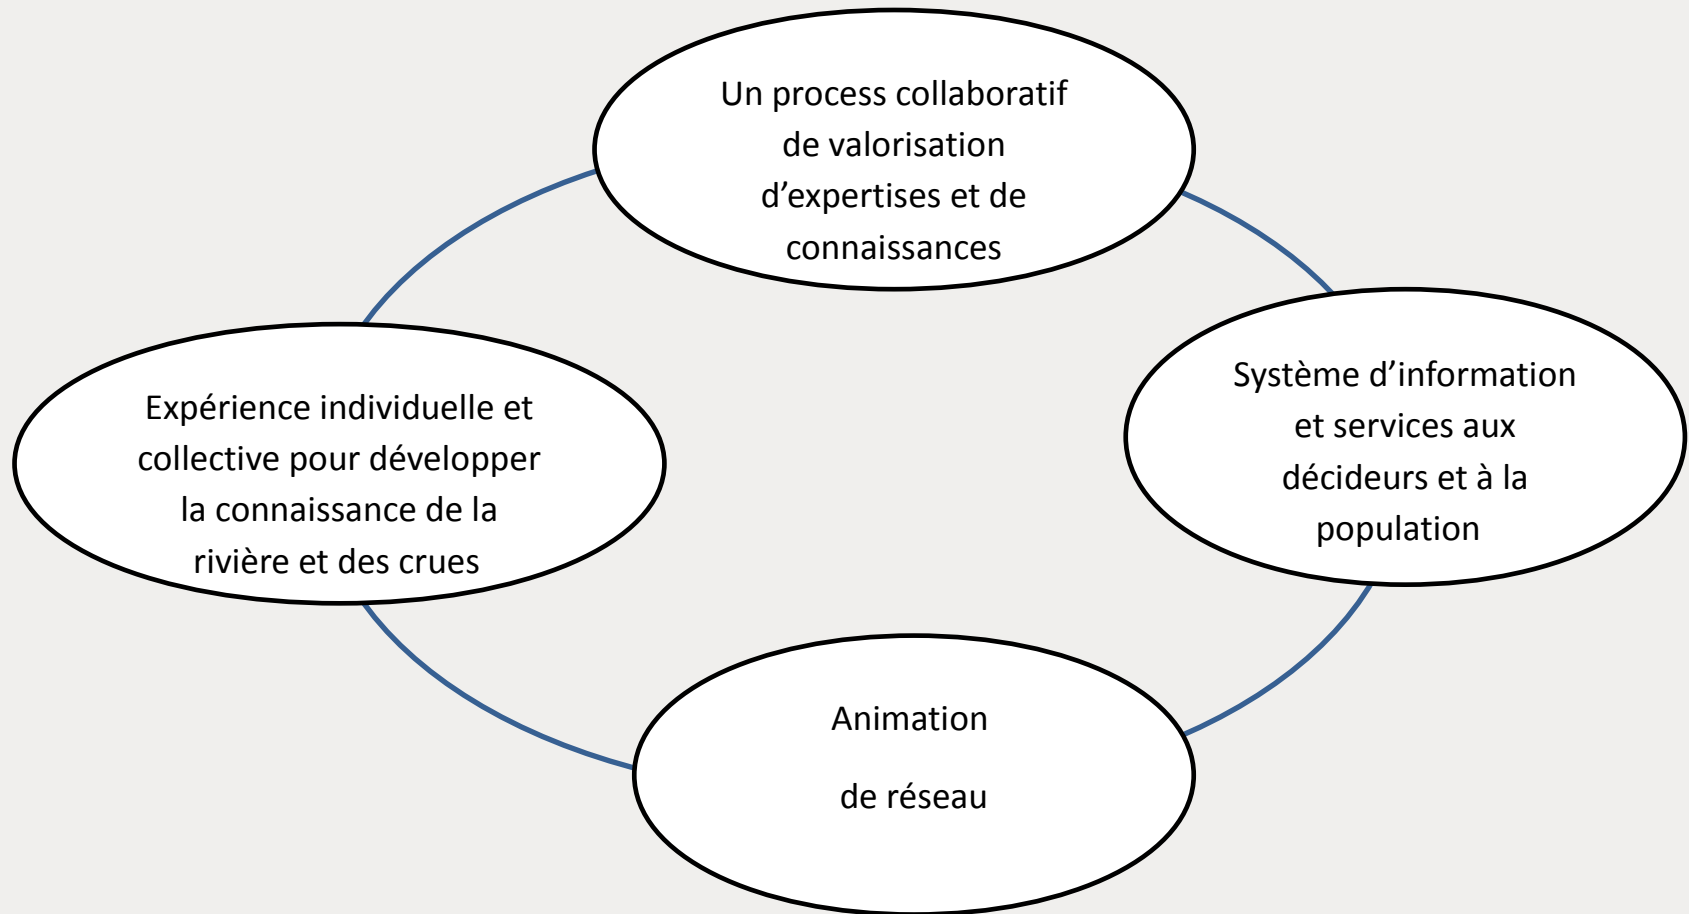 Un process collaboratif
de valorisation
d’expertises et de
connaissances
Expérience individuelle et
collective pour développer
la connaissance de la
rivière et des crues
Système d’information
et services aux
décideurs et à la
population
Animation
de réseau